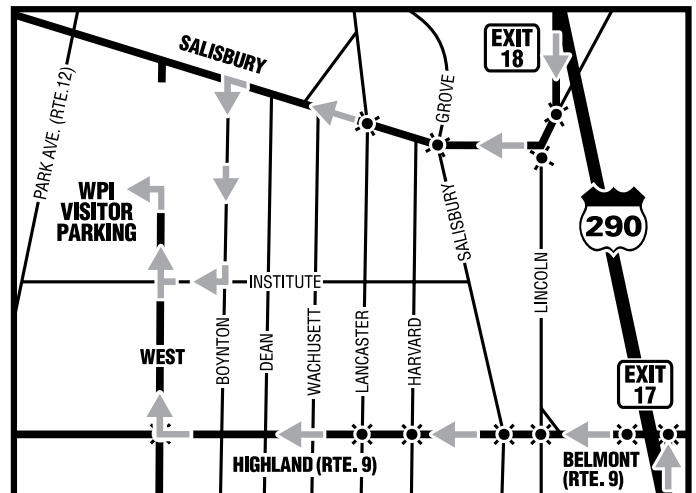 SALISBURY
EXIT
18
PARK AVE. (RTE.12)
GROVE
WPI
VISITOR
PARKING
290
SALISBURY
INSTITUTE
LINCOLN
WEST
BOYNTON
DEAN
WACHUSETT
LANCASTER
HARVARD
EXIT
17
HIGHLAND (RTE. 9)
BELMONT
(RTE. 9)